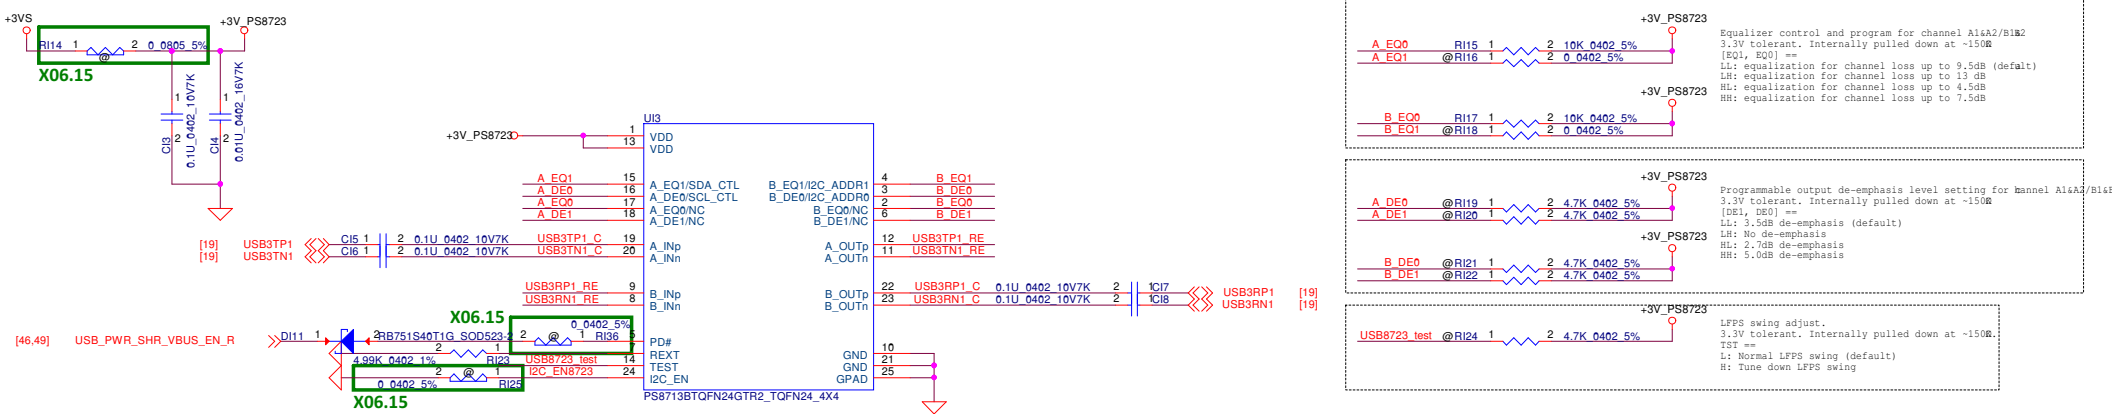 +3VS
+3V_PS8723
RI14 1 2 0_0805_5%
@
X06.15
CI3
1
2
0.1U_0402_10V7K
CI4
1
2
0.01U_0402_16V7K
UI3
+3V_PS8723
1 VDD
13 VDD
A_EQ1 15 A_EQ1/SDA_CTL
A_DE0 16 A_DE0/SCL_CTL
A_EQ0 17 A_EQ0/NC
A_DE1 18 A_DE1/NC
B_EQ1/I2C_ADDR1 4 B_EQ1
B_DE0/I2C_ADDR0 3 B_DE0
B_EQ0/NC 2 B_EQ0
B_DE1/NC 6 B_DE1
[19] USB3TP1 CI5 1 2 0.1U_0402_10V7K USB3TP1_C 19 A_INp
[19] USB3TN1 CI6 1 2 0.1U_0402_10V7K USB3TN1_C 20 A_INn
A_OUTp 12 USB3TP1_RE
A_OUTn 11 USB3TN1_RE
USB3RP1_RE 9 B_INp
USB3RN1_RE 8 B_INn
B_OUTp 22 USB3RP1_C 0.1U_0402_10V7K 2 1 CI7 USB3RP1 [19]
B_OUTn 23 USB3RN1_C 0.1U_0402_10V7K 2 1 CI8 USB3RN1 [19]
X06.15
0_0402_5%
[46,49] USB_PWR_SHR_VBUS_EN_R DI11 1 2 RB751S40T1G_SOD523-2 2 @ 1 RI36 5 PD#
4.99K_0402_1% 2 1 RI23 7 REXT
USB8723_test 14 TEST
2 @ 1 I2C_EN8723 24 I2C_EN
0_0402_5% RI25
X06.15
GND 10
GND 21
GPAD 25
PS8713BTQFN24GTR2_TQFN24_4X4
+3V_PS8723
A_EQ0 RI15 1 2 10K_0402_5%
A_EQ1 @RI16 1 2 0_0402_5%
+3V_PS8723
B_EQ0 RI17 1 2 10K_0402_5%
B_EQ1 @RI18 1 2 0_0402_5%
Equalizer control and program for channel A1&A2/B1&B2
3.3V tolerant. Internally pulled down at ~150K
[EQ1, EQ0] ==
LL: equalization for channel loss up to 9.5dB (default)
LH: equalization for channel loss up to 13 dB
HL: equalization for channel loss up to 4.5dB
HH: equalization for channel loss up to 7.5dB
+3V_PS8723
A_DE0 @RI19 1 2 4.7K_0402_5%
A_DE1 @RI20 1 2 4.7K_0402_5%
+3V_PS8723
B_DE0 @RI21 1 2 4.7K_0402_5%
B_DE1 @RI22 1 2 4.7K_0402_5%
Programmable output de-emphasis level setting for channel A1&A2/B1&B
3.3V tolerant. Internally pulled down at ~150K
[DE1, DE0] ==
LL: 3.5dB de-emphasis (default)
LH: No de-emphasis
HL: 2.7dB de-emphasis
HH: 5.0dB de-emphasis
+3V_PS8723
USB8723_test @RI24 1 2 4.7K_0402_5%
LFPS swing adjust.
3.3V tolerant. Internally pulled down at ~150K.
TST ==
L: Normal LFPS swing (default)
H: Tune down LFPS swing